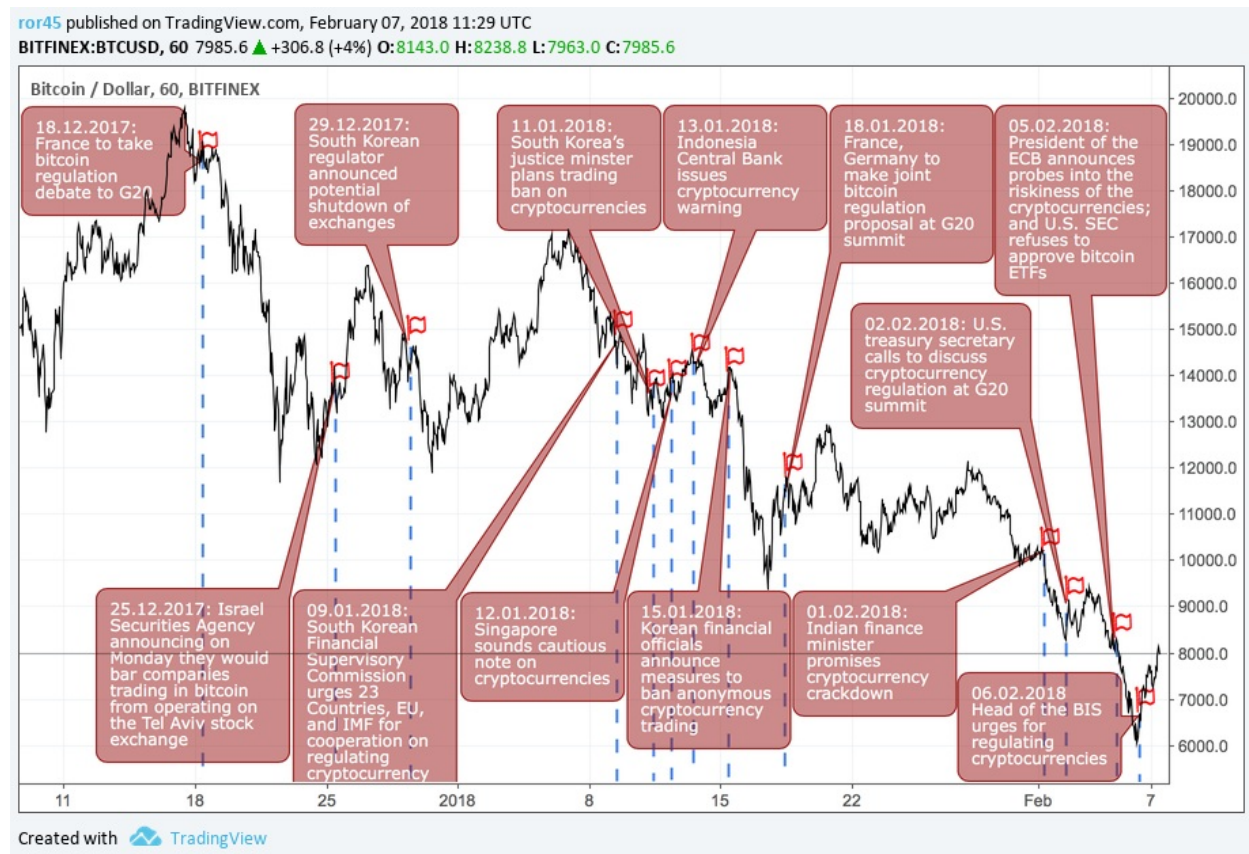 ror45 published on TradingView.com, February 07, 2018 11:29 UTC
BITFINEX:BTCUSD, 60 7985.6 ▲ +306.8 (+4%) O:8143.0 H:8238.8 L:7963.0 C:7985.6
Bitcoin / Dollar, 60, BITFINEX
18.12.2017:
France to take
bitcoin
regulation
debate to G20
29.12.2017:
South Korean
regulator
announced
potential
shutdown of
exchanges
11.01.2018:
South Korea's
justice minster
plans trading
ban on
cryptocurrencies
13.01.2018:
Indonesia
Central Bank
issues
cryptocurrency
warning
18.01.2018:
France,
Germany to
make joint
bitcoin
regulation
proposal at G20
summit
05.02.2018:
President of the
ECB announces
probes into the
riskiness of the
cryptocurrencies;
and U.S. SEC
refuses to
approve bitcoin
ETFs
02.02.2018: U.S.
treasury secretary
calls to discuss
cryptocurrency
regulation at G20
summit
25.12.2017: Israel
Securities Agency
announcing on
Monday they would
bar companies
trading in bitcoin
from operating on
the Tel Aviv stock
exchange
09.01.2018:
South Korean
Financial
Supervisory
Commission
urges 23
Countries, EU,
and IMF for
cooperation on
regulating
cryptocurrency
12.01.2018:
Singapore
sounds cautious
note on
cryptocurrencies
15.01.2018:
Korean financial
officials
announce
measures to
ban anonymous
cryptocurrency
trading
01.02.2018:
Indian finance
minister
promises
cryptocurrency
crackdown
06.02.2018
Head of the BIS
urges for
regulating
cryptocurrencies
20000.0
19000.0
18000.0
17000.0
16000.0
15000.0
14000.0
13000.0
12000.0
11000.0
10000.0
9000.0
8000.0
7000.0
6000.0
11 18 25 2018 8 15 22 Feb 7
Created with TradingView